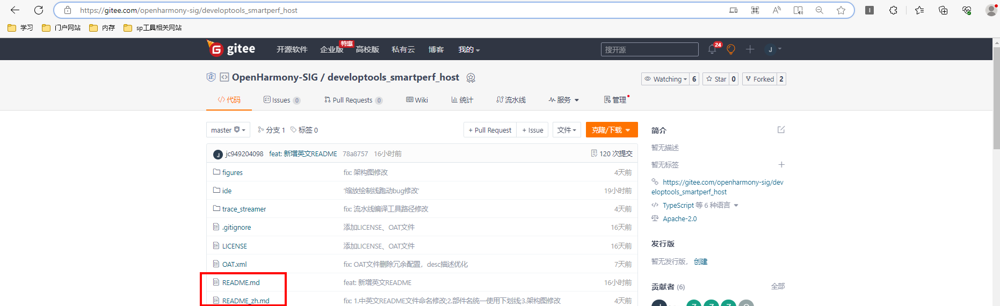 https://gitee.com/openharmony-sig/developtools_smartperf_host
学习 门户网站 内存 sp工具相关网站
gitee 开源软件 企业版 特惠 高校版 私有云 博客 我的 搜开源 24 J
OpenHarmony-SIG / developtools_smartperf_host Watching 6 Star 0 Forked 2
代码 Issues 0 Pull Requests 0 Wiki 统计 流水线 服务 管理
master 分支 1 标签 0 + Pull Request + Issue 文件 克隆/下载 简介
暂无描述
J jc949204098 feat: 新增英文README 78a8757 16小时前 120 次提交
暂无标签
figures fix: 架构图修改 4天前
https://gitee.com/openharmony-sig/dev
eloptools_smartperf_host
ide '缩放绘制线跑动bug修改' 19小时前
TypeScript 等 6 种语言
trace_streamer fix: 流水线编译工具路径修改 4天前
Apache-2.0
.gitignore 添加LICENSE、OAT文件 16天前
发行版
LICENSE 添加LICENSE、OAT文件 16天前
暂无发行版， 创建
OAT.xml fix: OAT文件删除冗余配置，desc描述优化 7天前
README.md feat: 新增英文README 16小时前
贡献者 (6) 全部
README_zh.md fix: 1.中英文README文件命名修改;2.部件名统一使用下划线;3.架构图修改 4天前